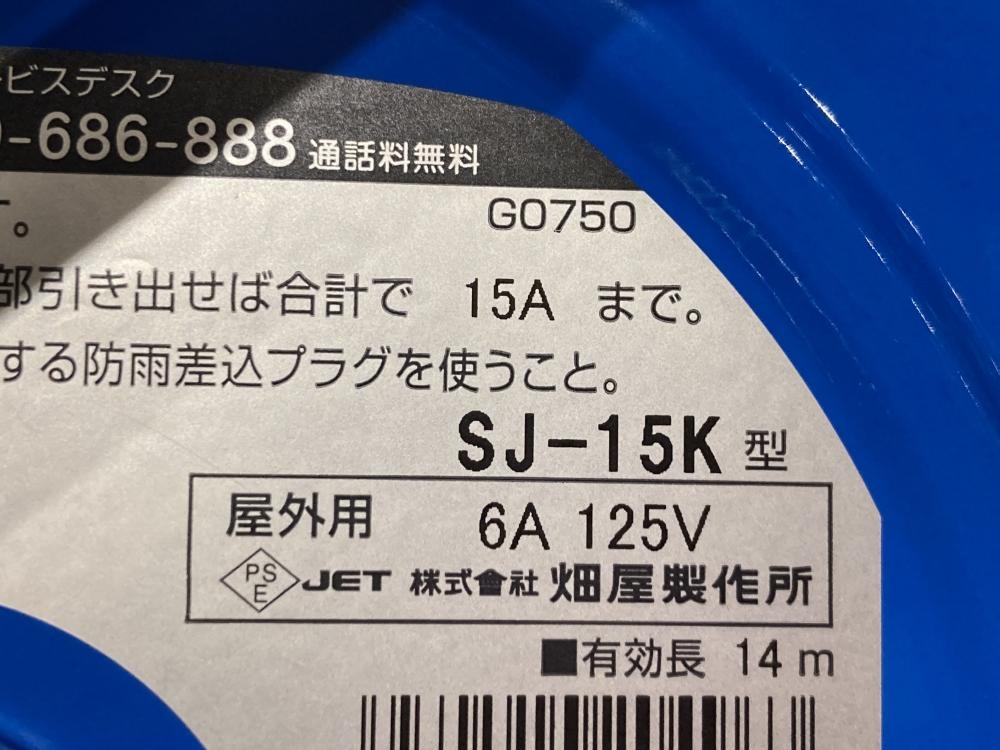 ービスデスク
0-686-888 通話料無料
G0750
す。
部引き出せば合計で 15A まで。
する防雨差込プラグを使うこと。
SJ-15K 型
屋外用 6A 125V
PSE JET 株式會社 畑屋製作所
■有効長 14 m